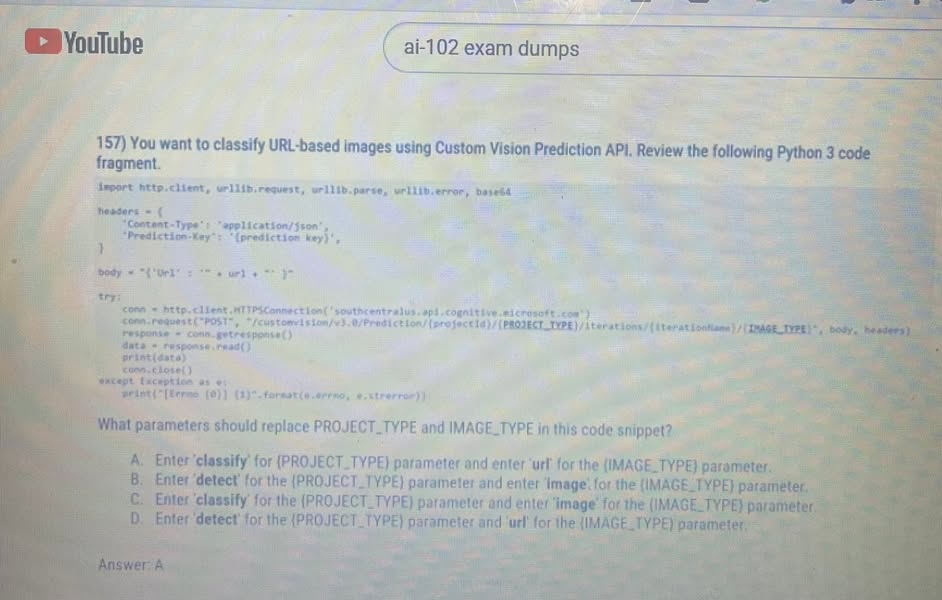 YouTube
ai-102 exam dumps
157) You want to classify URL-based images using Custom Vision Prediction API. Review the following Python 3 code
fragment.
import http.client, urllib.request, urllib.parse, urllib.error, base64
headers = {
'Content-Type': 'application/json',
'Prediction-Key': '{prediction key}',
}
body = "{'Url' : '" + url + "' }"
try:
conn = http.client.HTTPSConnection('southcentralus.api.cognitive.microsoft.com')
conn.request("POST", "/customvision/v3.0/Prediction/{projectId}/{PROJECT_TYPE}/iterations/{iterationName}/{IMAGE_TYPE}", body, headers)
response = conn.getresponse()
data = response.read()
print(data)
conn.close()
except Exception as e:
print("[Errno {0}] {1}".format(e.errno, e.strerror))
What parameters should replace PROJECT_TYPE and IMAGE_TYPE in this code snippet?
A. Enter 'classify' for {PROJECT_TYPE} parameter and enter 'url' for the {IMAGE_TYPE} parameter.
B. Enter 'detect' for the {PROJECT_TYPE} parameter and enter 'image'. for the {IMAGE_TYPE} parameter.
C. Enter 'classify' for the {PROJECT_TYPE} parameter and enter 'image' for the {IMAGE_TYPE} parameter.
D. Enter 'detect' for the {PROJECT_TYPE} parameter and 'url' for the {IMAGE_TYPE} parameter.
Answer: A